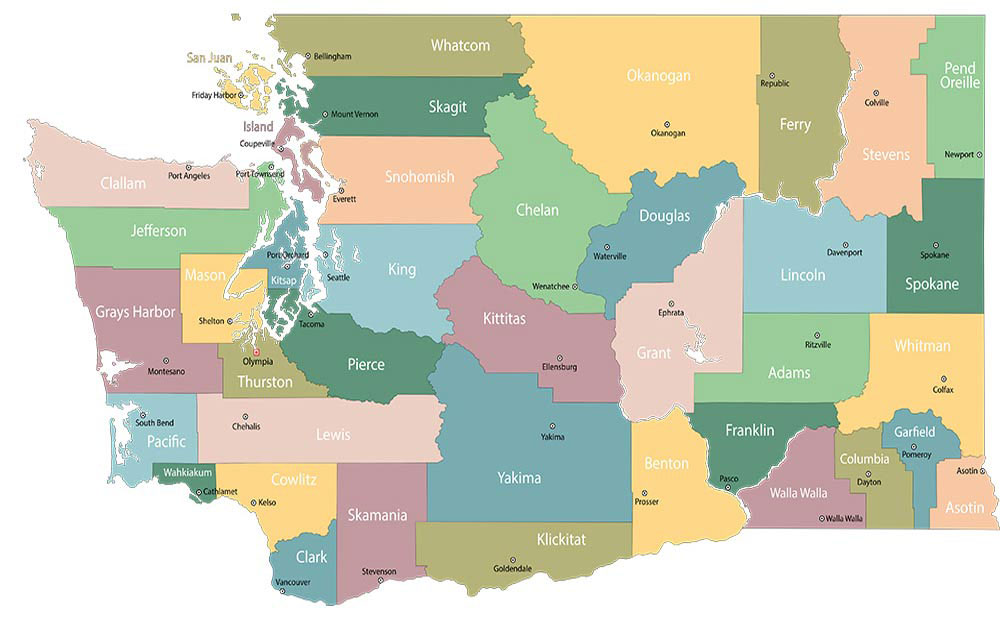 Whatcom
Bellingham
San Juan
Friday Harbor
Skagit
Mount Vernon
Island
Coupeville
Okanogan
Okanogan
Republic
Ferry
Colville
Stevens
Pend
Oreille
Newport
Clallam
Port Angeles
Port Townsend
Snohomish
Everett
Chelan
Wenatchee
Douglas
Waterville
Jefferson
Port Orchard
Kitsap
Seattle
King
Davenport
Lincoln
Spokane
Spokane
Mason
Shelton
Grays Harbor
Montesano
Tacoma
Pierce
Kittitas
Ellensburg
Ephrata
Grant
Ritzville
Adams
Whitman
Colfax
Olympia
Thurston
South Bend
Pacific
Chehalis
Lewis
Yakima
Yakima
Benton
Prosser
Franklin
Pasco
Walla Walla
Walla Walla
Columbia
Dayton
Garfield
Pomeroy
Asotin
Asotin
Wahkiakum
Cathlamet
Cowlitz
Kelso
Skamania
Stevenson
Clark
Vancouver
Klickitat
Goldendale